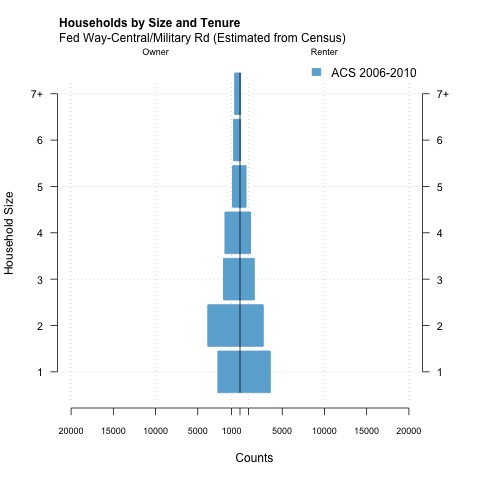 Households by Size and Tenure
Fed Way-Central/Military Rd (Estimated from Census)
Owner Renter
ACS 2006-2010
7+ 7+
6 6
5 5
4 4
3 3
2 2
1 1
Household Size
20000 15000 10000 5000 1000 5000 10000 15000 20000
Counts